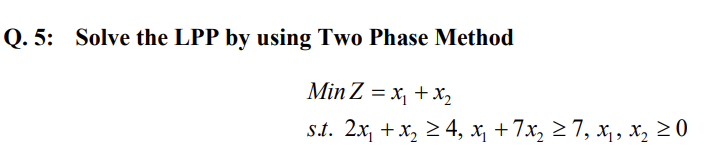 Q. 5: Solve the LPP by using Two Phase Method
Min Z = x₁ + x₂
s.t. 2x₁ + x₂ ≥ 4, x₁ + 7x₂ ≥ 7, x₁, x₂ ≥ 0